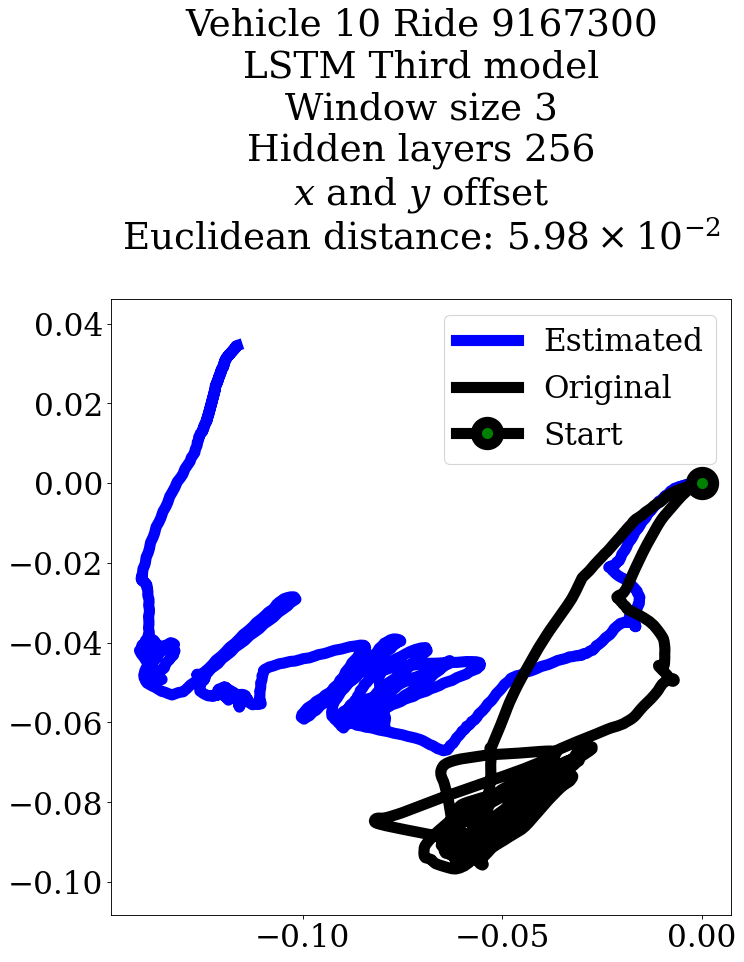 Vehicle 10 Ride 9167300
LSTM Third model
Window size 3
Hidden layers 256
x and y offset
Euclidean distance: 5.98 × 10⁻²
Estimated
Original
Start
0.04
0.02
0.00
−0.02
−0.04
−0.06
−0.08
−0.10
−0.10 −0.05 0.00